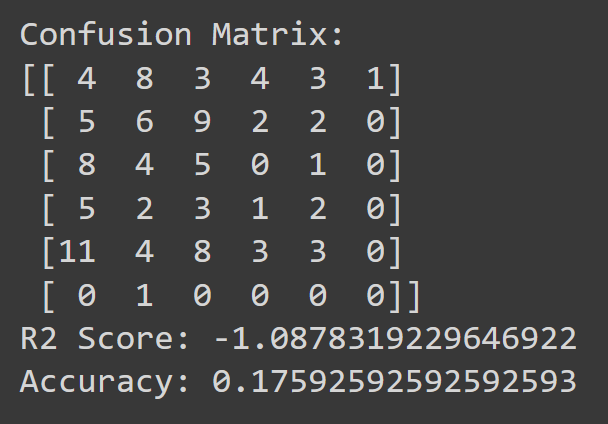 Confusion Matrix:
[[ 4  8  3  4  3  1]
 [ 5  6  9  2  2  0]
 [ 8  4  5  0  1  0]
 [ 5  2  3  1  2  0]
 [11  4  8  3  3  0]
 [ 0  1  0  0  0  0]]
R2 Score: -1.0878319229646922
Accuracy: 0.17592592592592593